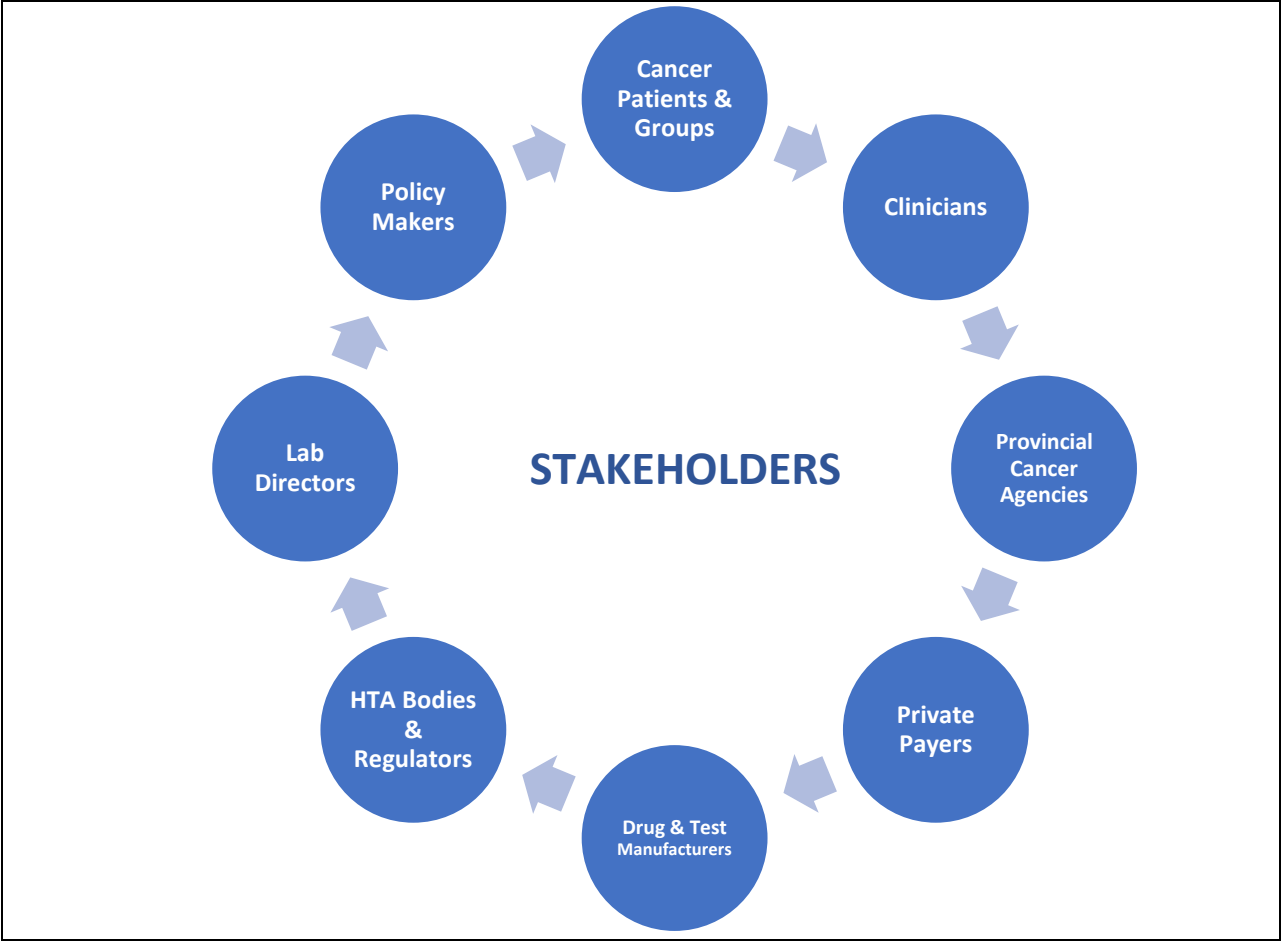 Cancer
Patients &
Groups
Clinicians
Provincial
Cancer
Agencies
Private
Payers
Drug & Test
Manufacturers
HTA Bodies
&
Regulators
Lab
Directors
Policy
Makers
STAKEHOLDERS